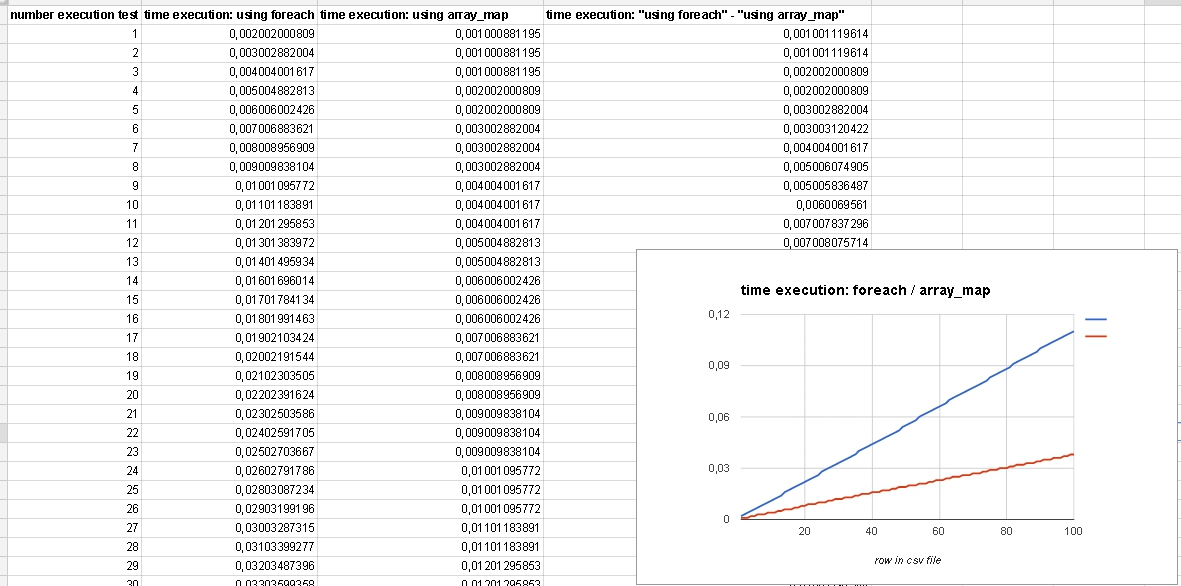 number execution test time execution: using foreach time execution: using array_map time execution: "using foreach" - "using array_map"
1 0,002002000809 0,001000881195 0,001001119614
2 0,003002882004 0,001000881195 0,001001119614
3 0,004004001617 0,001000881195 0,002002000809
4 0,005004882813 0,002002000809 0,002002000809
5 0,006006002426 0,002002000809 0,003002882004
6 0,007006883621 0,003002882004 0,003003120422
7 0,008008956909 0,003002882004 0,004004001617
8 0,009009838104 0,003002882004 0,005006074905
9 0,01001095772 0,004004001617 0,005005836487
10 0,01101183891 0,004004001617 0,0060069561
11 0,01201295853 0,004004001617 0,007007837296
12 0,01301383972 0,005004882813 0,007008075714
13 0,01401495934 0,005004882813
14 0,01601696014 0,006006002426
15 0,01701784134 0,006006002426
16 0,01801991463 0,006006002426
17 0,01902103424 0,007006883621
18 0,02002191544 0,007006883621
19 0,02102303505 0,008008956909
20 0,02202391624 0,008008956909
21 0,02302503586 0,009009838104
22 0,02402591705 0,009009838104
23 0,02502703667 0,009009838104
24 0,02602791786 0,01001095772
25 0,02803087234 0,01001095772
26 0,02903199196 0,01001095772
27 0,03003287315 0,01101183891
28 0,03103399277 0,01101183891
29 0,03203487396 0,01201295853
30 0,03303599358 0,01201295853
time execution: foreach / array_map
0,12
0,09
0,06
0,03
0
20 40 60 80 100
row in csv file